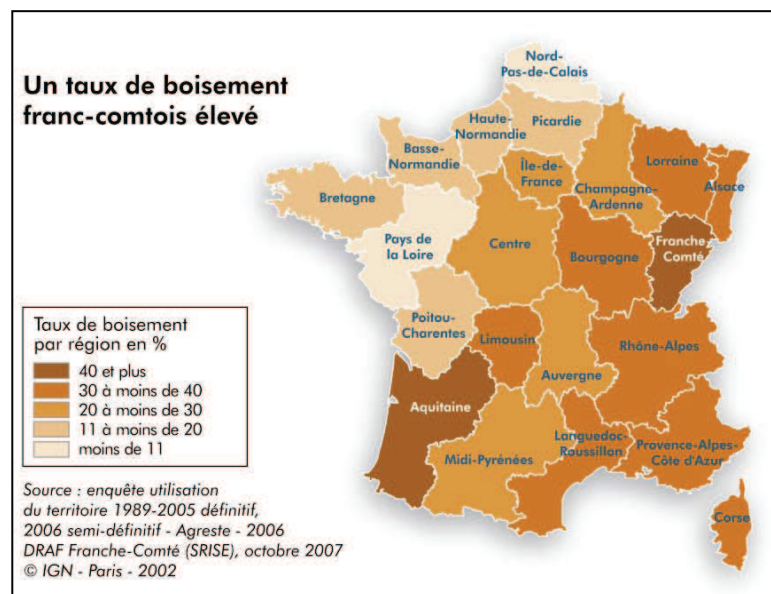 Un taux de boisement
franc-comtois élevé
Nord-
Pas-de-Calais
Haute-
Normandie
Picardie
Basse-
Normandie
Île-de-
France
Champagne-
Ardenne
Lorraine
Alsace
Bretagne
Pays de
la Loire
Centre
Bourgogne
Franche
Comté
Poitou-
Charentes
Limousin
Auvergne
Rhône-Alpes
Aquitaine
Midi-Pyrénées
Languedoc-
Roussillon
Provence-Alpes-
Côte d'Azur
Corse
Taux de boisement
par région en %
40 et plus
30 à moins de 40
20 à moins de 30
11 à moins de 20
moins de 11
Source : enquête utilisation
du territoire 1989-2005 définitif,
2006 semi-définitif - Agreste - 2006
DRAF Franche-Comté (SRISE), octobre 2007
© IGN - Paris - 2002